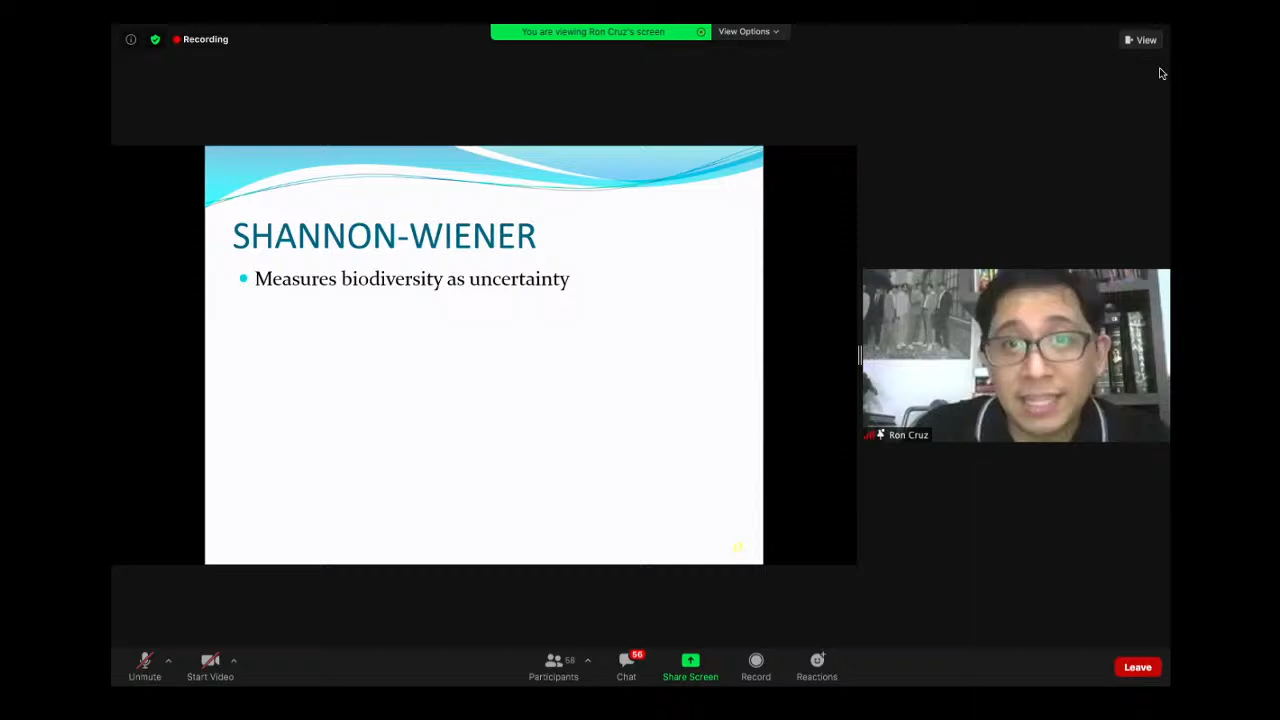 Recording
You are viewing Ron Cruz's screen
View Options
View
SHANNON-WIENER
Measures biodiversity as uncertainty
Ron Cruz
Unmute
Start Video
58
Participants
56
Chat
Share Screen
Record
Reactions
Leave